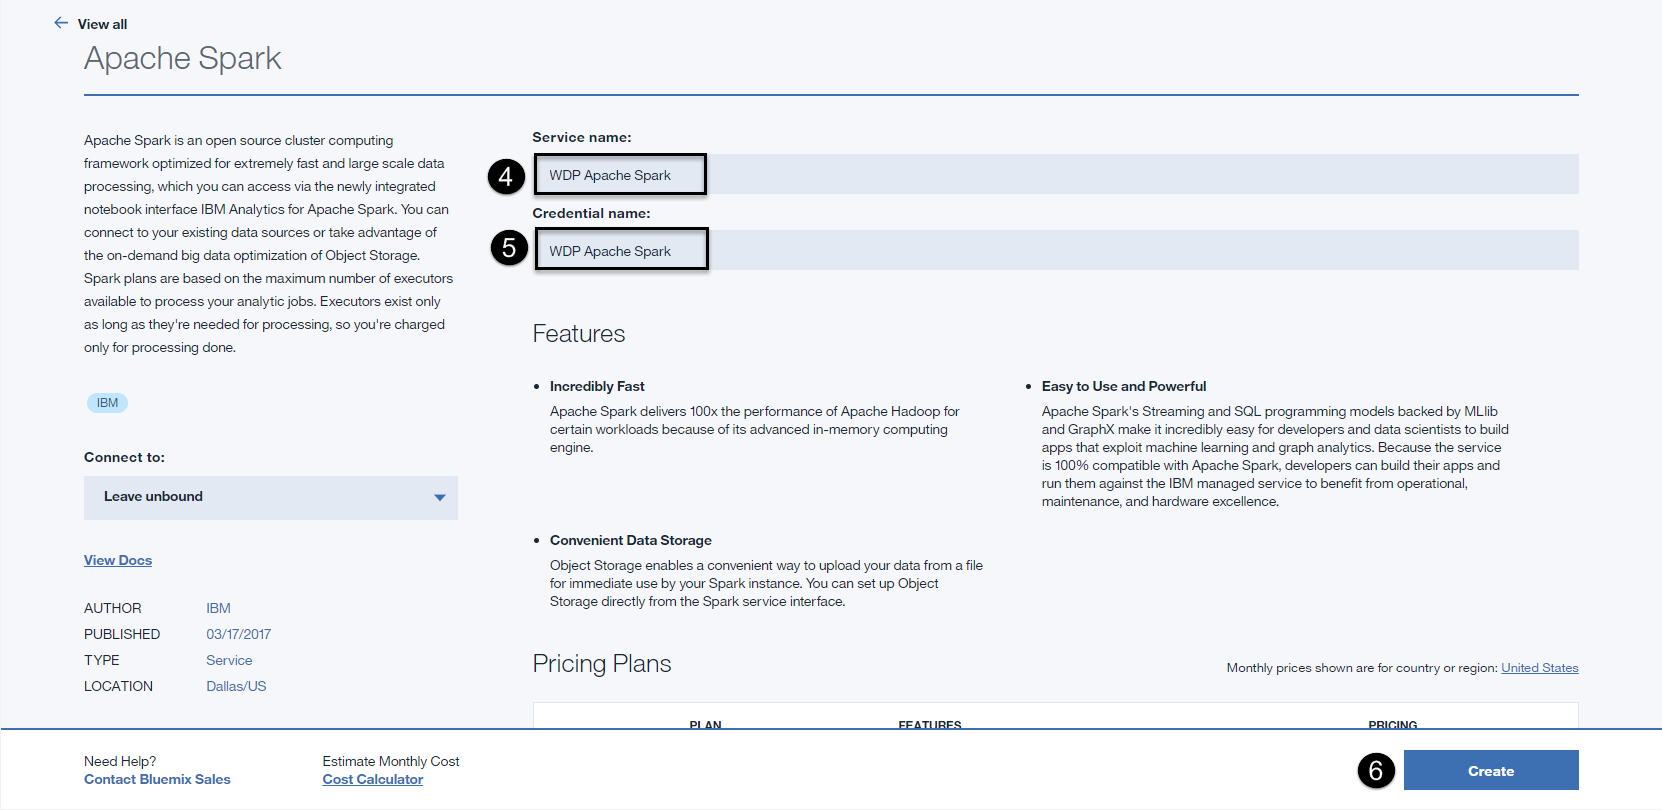 ← View all
Apache Spark
Apache Spark is an open source cluster computing
framework optimized for extremely fast and large scale data
processing, which you can access via the newly integrated
notebook interface IBM Analytics for Apache Spark. You can
connect to your existing data sources or take advantage of
the on-demand big data optimization of Object Storage.
Spark plans are based on the maximum number of executors
available to process your analytic jobs. Executors exist only
as long as they're needed for processing, so you're charged
only for processing done.
IBM
Connect to:
Leave unbound
View Docs
AUTHOR IBM
PUBLISHED 03/17/2017
TYPE Service
LOCATION Dallas/US
Service name:
4 WDP Apache Spark
Credential name:
5 WDP Apache Spark
Features
• Incredibly Fast
Apache Spark delivers 100x the performance of Apache Hadoop for
certain workloads because of its advanced in-memory computing
engine.
• Easy to Use and Powerful
Apache Spark's Streaming and SQL programming models backed by MLlib
and GraphX make it incredibly easy for developers and data scientists to build
apps that exploit machine learning and graph analytics. Because the service
is 100% compatible with Apache Spark, developers can build their apps and
run them against the IBM managed service to benefit from operational,
maintenance, and hardware excellence.
• Convenient Data Storage
Object Storage enables a convenient way to upload your data from a file
for immediate use by your Spark instance. You can set up Object
Storage directly from the Spark service interface.
Pricing Plans
Monthly prices shown are for country or region: United States
PLAN FEATURES PRICING
Need Help?
Contact Bluemix Sales
Estimate Monthly Cost
Cost Calculator
6 Create